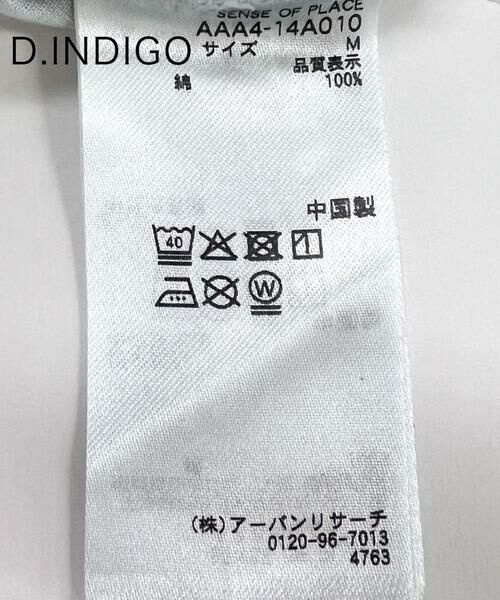 SENSE OF PLACE
AAA4-14A010
D.INDIGO
サイズ M
品質表示
綿 100%
中国製
40
W
(株)アーバンリサーチ
0120-96-7013
4763